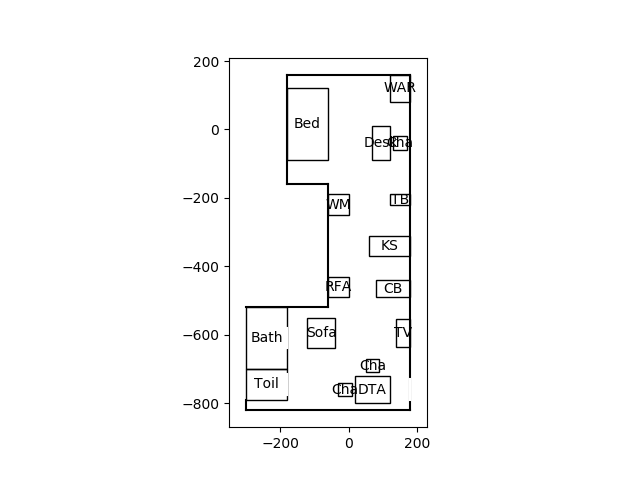 200
WAR
Bed
0
Desk
Cha
−200
TB
WM
KS
−400
RFA
CB
−600
Bath
Sofa
TV
Cha
Toil
Cha
DTA
−800
−200
0
200